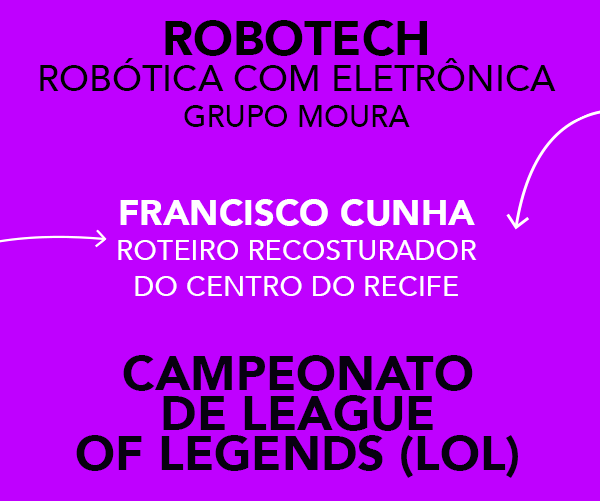 ROBOTECH
ROBÓTICA COM ELETRÔNICA
GRUPO MOURA
FRANCISCO CUNHA
ROTEIRO RECOSTURADOR
DO CENTRO DO RECIFE
CAMPEONATO
DE LEAGUE
OF LEGENDS (LOL)